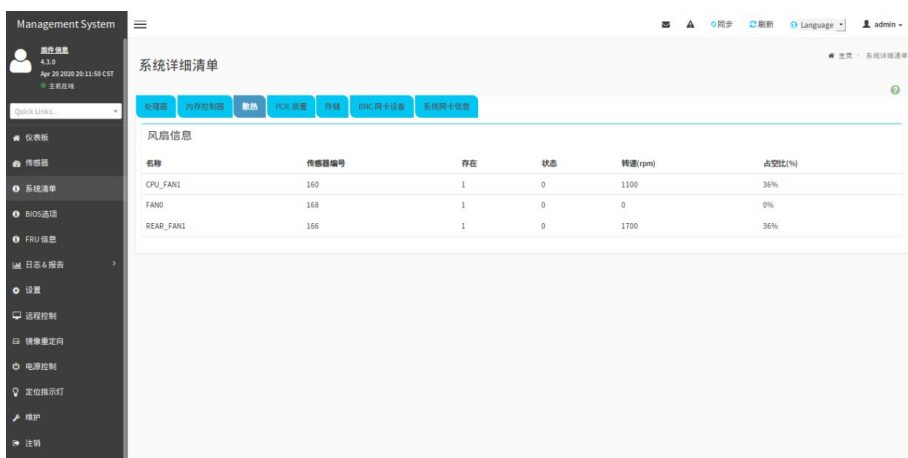 Management System
同步 刷新 Language admin
固件信息
4.3.0
Apr 20 2020 20:11:50 CST
主机在线
Quick Links...
仪表板
传感器
系统清单
BIOS选项
FRU 信息
日志&报告
设置
远程控制
镜像重定向
电源控制
定位指示灯
维护
注销
系统详细清单
主页 > 系统详细清单
处理器 内存控制器 散热 PCIE 装置 存储 BMC 网卡设备 系统网卡信息
风扇信息
名称 传感器编号 存在 状态 转速(rpm) 占空比(%)
CPU_FAN1 160 1 0 1100 36%
FAN0 168 1 0 0 0%
REAR_FAN1 166 1 0 1700 36%